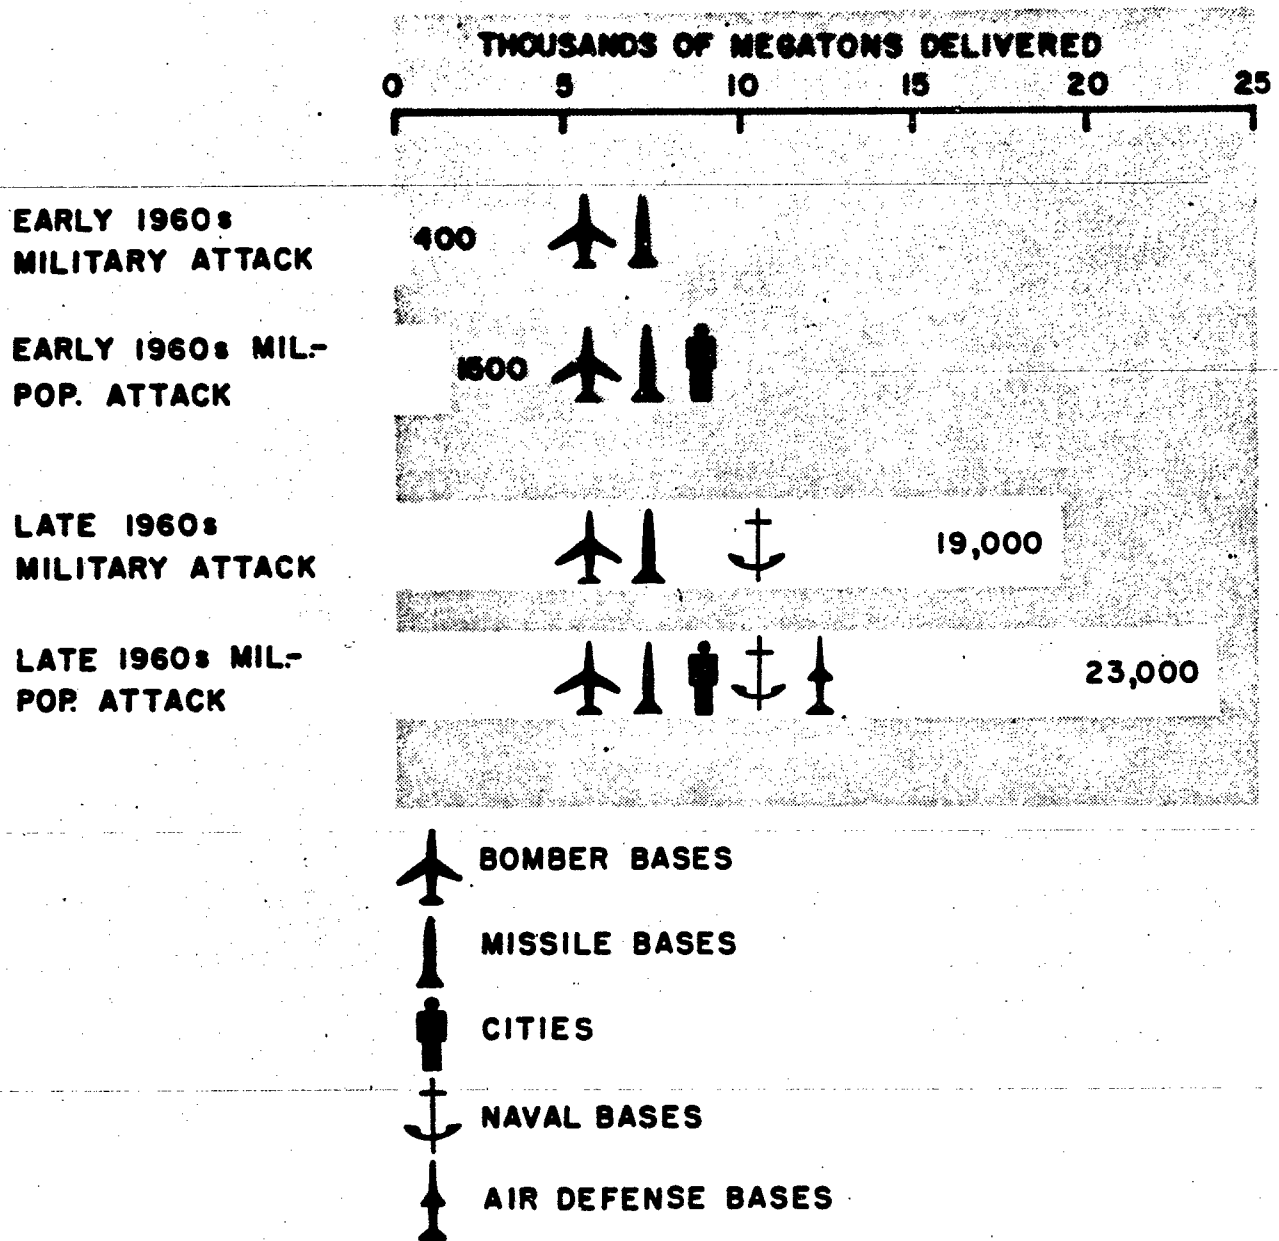 THOUSANDS OF MEGATONS DELIVERED
0 5 10 15 20 25
EARLY 1960s
MILITARY ATTACK
400
EARLY 1960s MIL.-
POP. ATTACK
1500
LATE 1960s
MILITARY ATTACK
19,000
LATE 1960s MIL.-
POP. ATTACK
23,000
BOMBER BASES
MISSILE BASES
CITIES
NAVAL BASES
AIR DEFENSE BASES